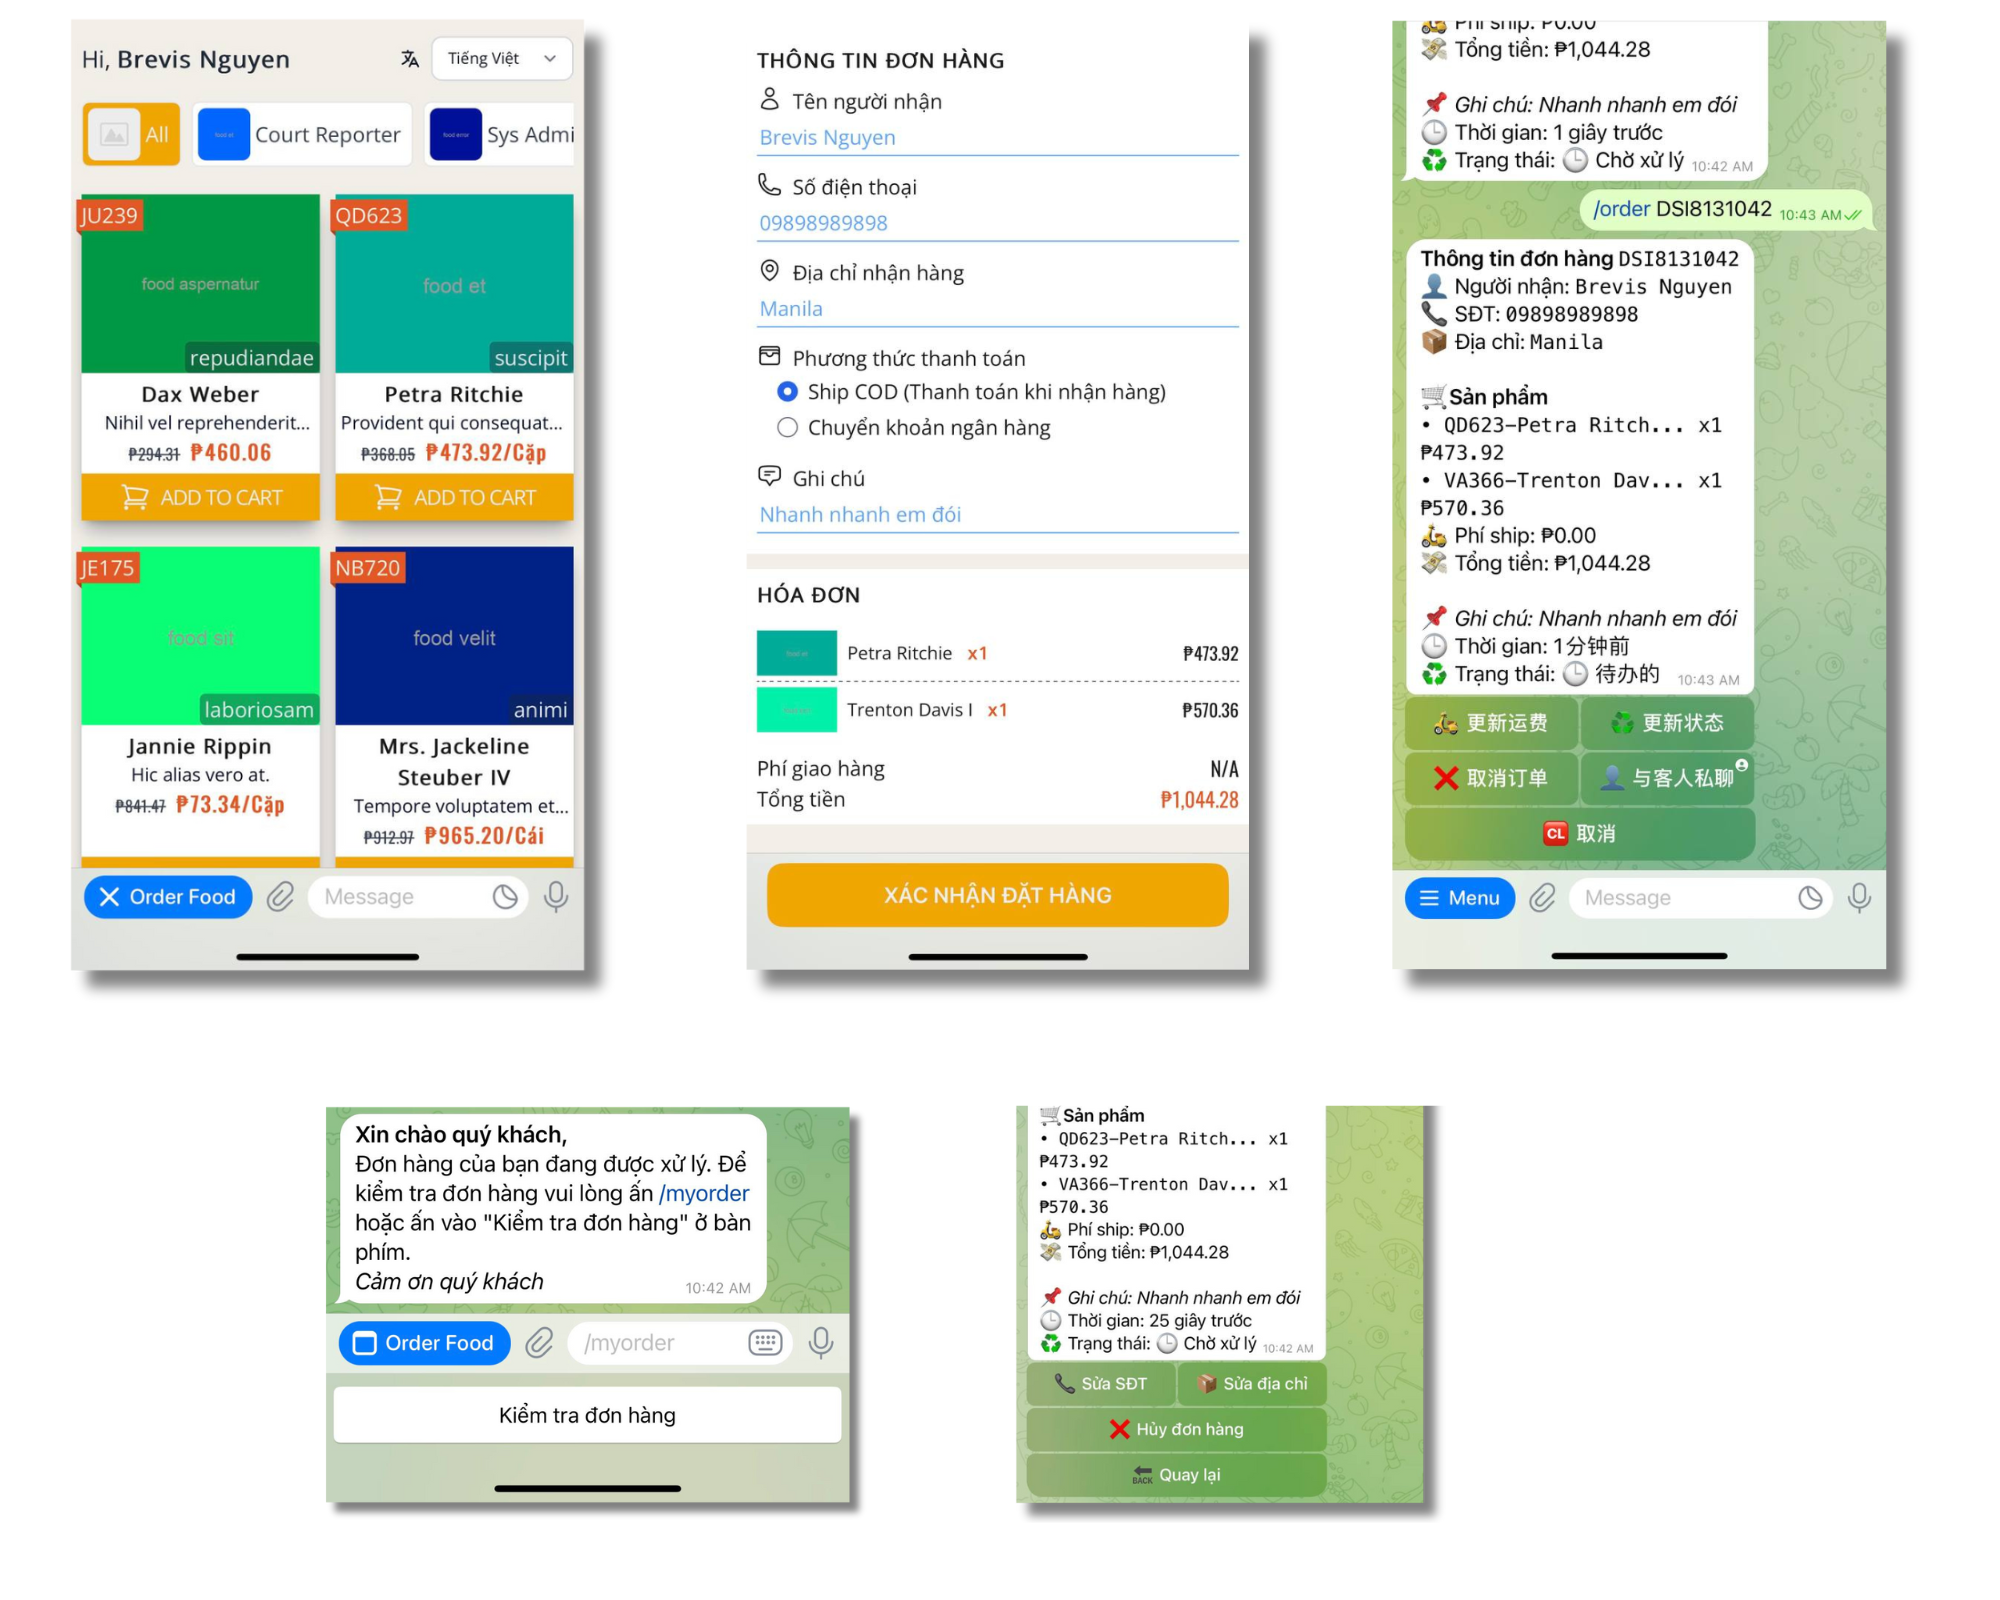 Hi, Brevis Nguyen
Tiếng Việt
All
Court Reporter
Sys Admi
JU239
food aspernatur
repudiandae
Dax Weber
Nihil vel reprehenderit...
₱294.31 ₱460.06
ADD TO CART
QD623
food et
suscipit
Petra Ritchie
Provident qui consequat...
₱368.05 ₱473.92/Cặp
ADD TO CART
JE175
food sit
laboriosam
Jannie Rippin
Hic alias vero at.
₱841.47 ₱73.34/Cặp
NB720
food velit
animi
Mrs. Jackeline
Steuber IV
Tempore voluptatem et...
₱912.97 ₱965.20/Cái
Order Food
Message
THÔNG TIN ĐƠN HÀNG
Tên người nhận
Brevis Nguyen
Số điện thoại
09898989898
Địa chỉ nhận hàng
Manila
Phương thức thanh toán
Ship COD (Thanh toán khi nhận hàng)
Chuyển khoản ngân hàng
Ghi chú
Nhanh nhanh em đói
HÓA ĐƠN
Petra Ritchie x1 ₱473.92
Trenton Davis I x1 ₱570.36
Phí giao hàng N/A
Tổng tiền ₱1,044.28
XÁC NHẬN ĐẶT HÀNG
Phí ship: ₱0.00
Tổng tiền: ₱1,044.28
Ghi chú: Nhanh nhanh em đói
Thời gian: 1 giây trước
Trạng thái: Chờ xử lý 10:42 AM
/order DSI8131042 10:43 AM
Thông tin đơn hàng DSI8131042
Người nhận: Brevis Nguyen
SĐT: 09898989898
Địa chỉ: Manila
Sản phẩm
• QD623-Petra Ritch... x1
₱473.92
• VA366-Trenton Dav... x1
₱570.36
Phí ship: ₱0.00
Tổng tiền: ₱1,044.28
Ghi chú: Nhanh nhanh em đói
Thời gian: 1分钟前
Trạng thái: 待办的 10:43 AM
更新运费
更新状态
取消订单
与客人私聊
CL 取消
Menu
Message
Xin chào quý khách,
Đơn hàng của bạn đang được xử lý. Để
kiểm tra đơn hàng vui lòng ấn /myorder
hoặc ấn vào "Kiểm tra đơn hàng" ở bàn
phím.
Cảm ơn quý khách 10:42 AM
Order Food
/myorder
Kiểm tra đơn hàng
Sản phẩm
• QD623-Petra Ritch... x1
₱473.92
• VA366-Trenton Dav... x1
₱570.36
Phí ship: ₱0.00
Tổng tiền: ₱1,044.28
Ghi chú: Nhanh nhanh em đói
Thời gian: 25 giây trước
Trạng thái: Chờ xử lý 10:42 AM
Sửa SĐT
Sửa địa chỉ
Hủy đơn hàng
BACK Quay lại